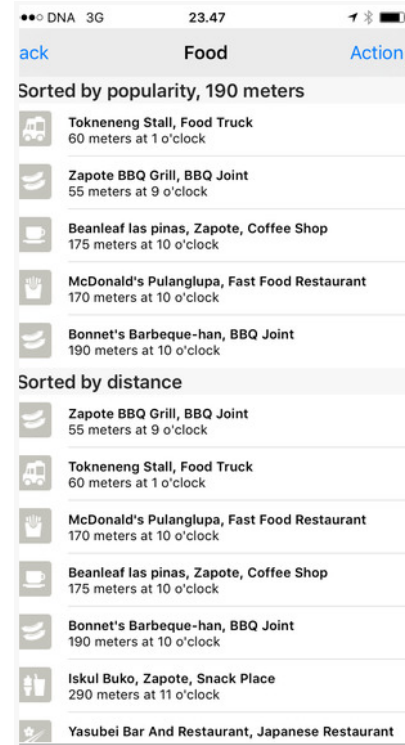 DNA 3G 23.47
ack Food Action
Sorted by popularity, 190 meters
Tokneneng Stall, Food Truck
60 meters at 1 o'clock
Zapote BBQ Grill, BBQ Joint
55 meters at 9 o'clock
Beanleaf las pinas, Zapote, Coffee Shop
175 meters at 10 o'clock
McDonald's Pulanglupa, Fast Food Restaurant
170 meters at 10 o'clock
Bonnet's Barbeque-han, BBQ Joint
190 meters at 10 o'clock
Sorted by distance
Zapote BBQ Grill, BBQ Joint
55 meters at 9 o'clock
Tokneneng Stall, Food Truck
60 meters at 1 o'clock
McDonald's Pulanglupa, Fast Food Restaurant
170 meters at 10 o'clock
Beanleaf las pinas, Zapote, Coffee Shop
175 meters at 10 o'clock
Bonnet's Barbeque-han, BBQ Joint
190 meters at 10 o'clock
Iskul Buko, Zapote, Snack Place
290 meters at 11 o'clock
Yasubei Bar And Restaurant, Japanese Restaurant